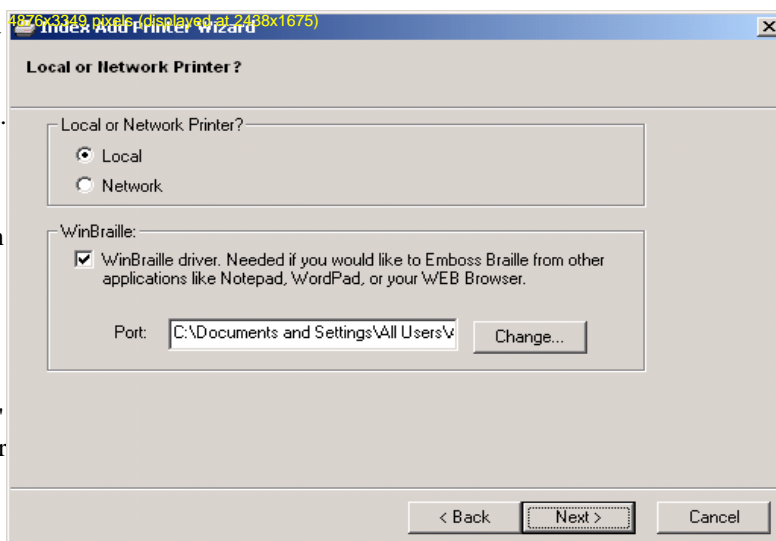 4876x3349 pixels (displayed at 2438x1675)
Index Add Printer Wizard
Local or Network Printer?
Local or Network Printer?
Local
Network
WinBraille:
WinBraille driver. Needed if you would like to Emboss Braille from other
applications like Notepad, WordPad, or your WEB Browser.
Port: C:\Documents and Settings\All Users\ Change...
< Back Next > Cancel